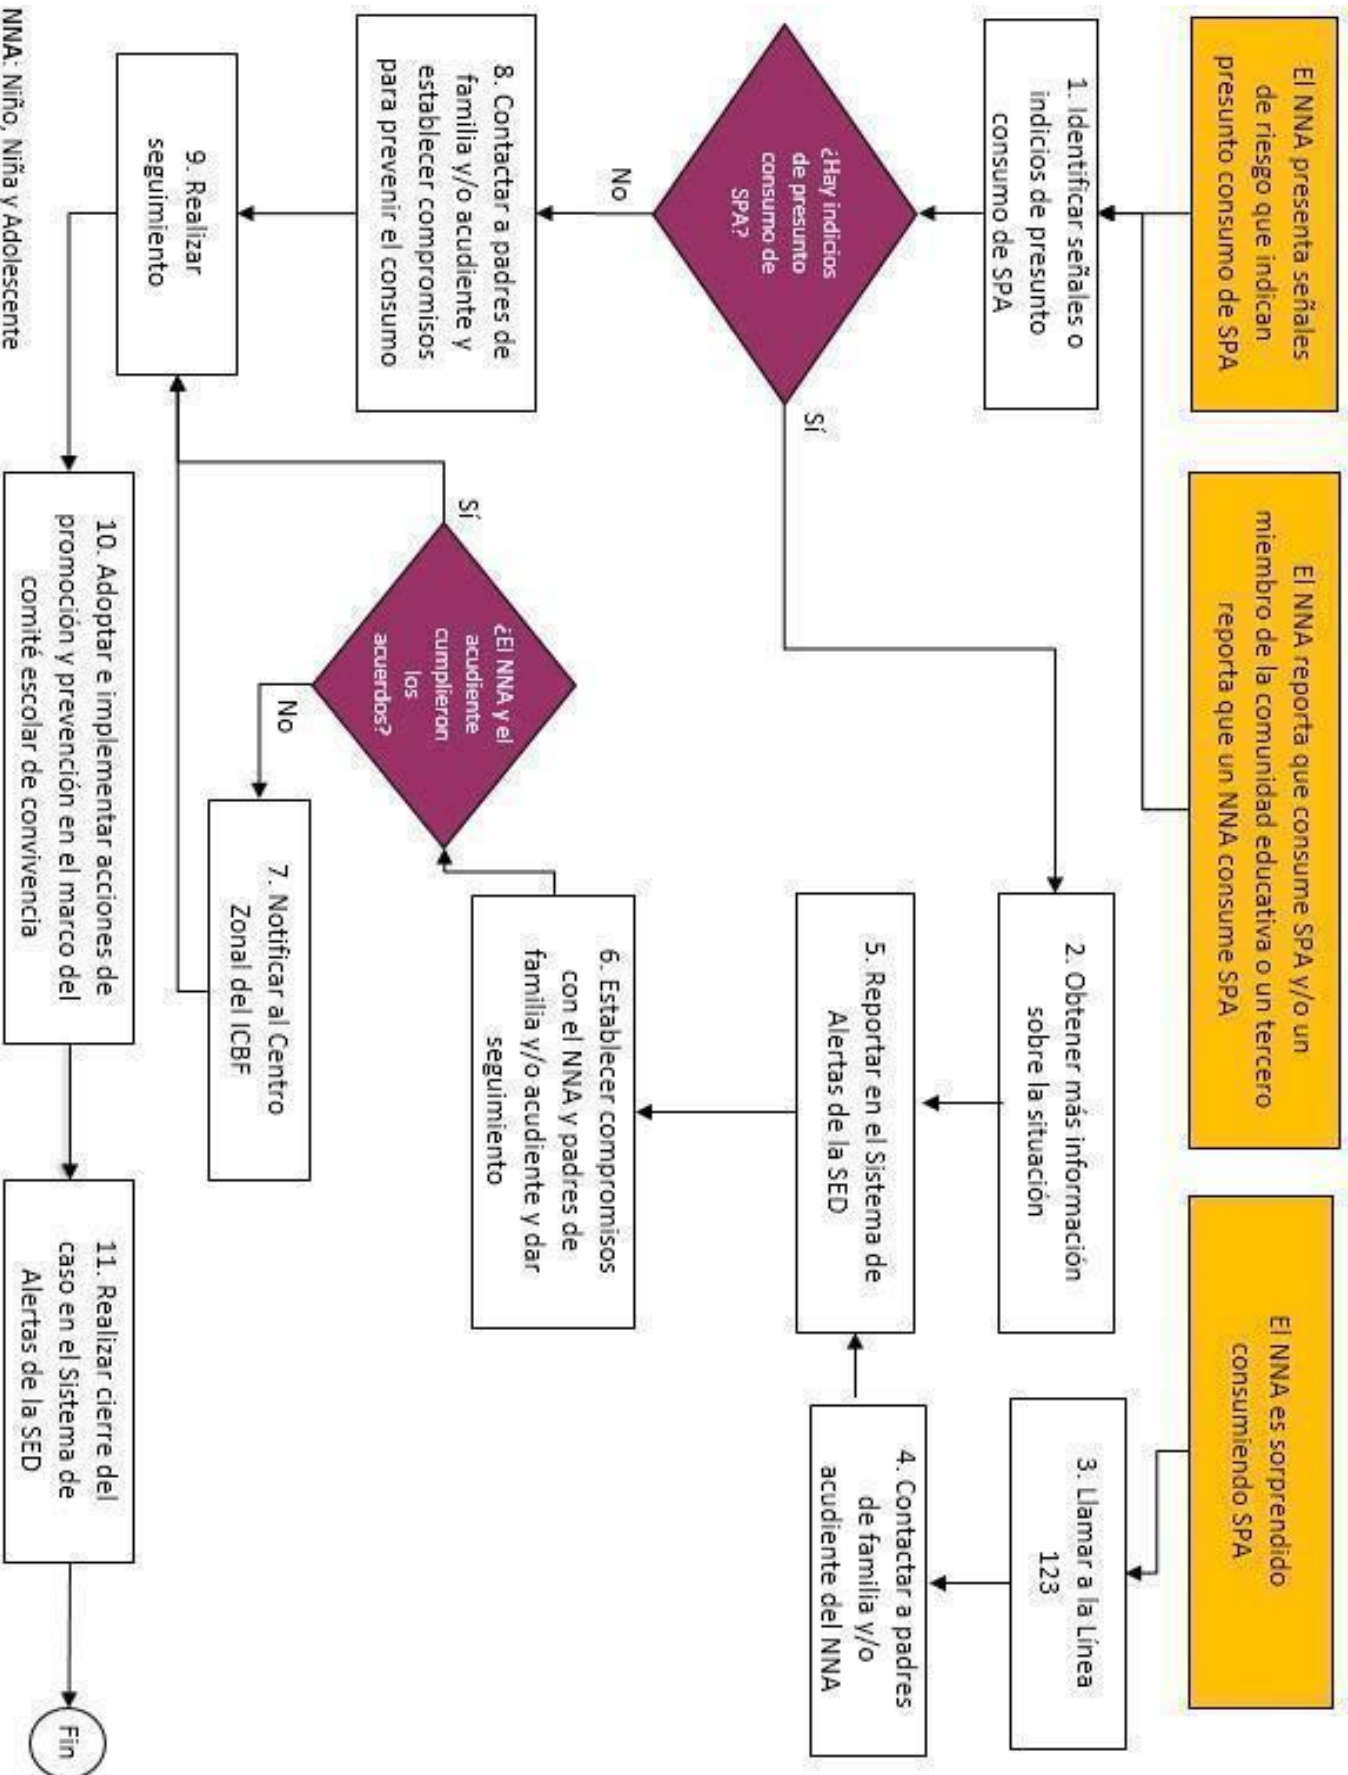 El NNA presenta señales
de riesgo que indican
presunto consumo de SPA
El NNA reporta que consume SPA y/o un
miembro de la comunidad educativa o un tercero
reporta que un NNA consume SPA
El NNA es sorprendido
consumiendo SPA
1. Identificar señales o
indicios de presunto
consumo de SPA
2. Obtener más información
sobre la situación
3. Llamar a la Línea
123
¿Hay indicios
de presunto
consumo de
SPA?
Sí
No
5. Reportar en el Sistema de
Alertas de la SED
4. Contactar a padres
de familia y/o
acudiente del NNA
8. Contactar a padres de
familia y/o acudiente y
establecer compromisos
para prevenir el consumo
¿El NNA y el
acudiente
cumplieron
los
acuerdos?
Sí
No
6. Establecer compromisos
con el NNA y padres de
familia y/o acudiente y dar
seguimiento
9. Realizar
seguimiento
7. Notificar al Centro
Zonal del ICBF
10. Adoptar e implementar acciones de
promoción y prevención en el marco del
comité escolar de convivencia
11. Realizar cierre del
caso en el Sistema de
Alertas de la SED
Fin
NNA: Niño, Niña y Adolescente